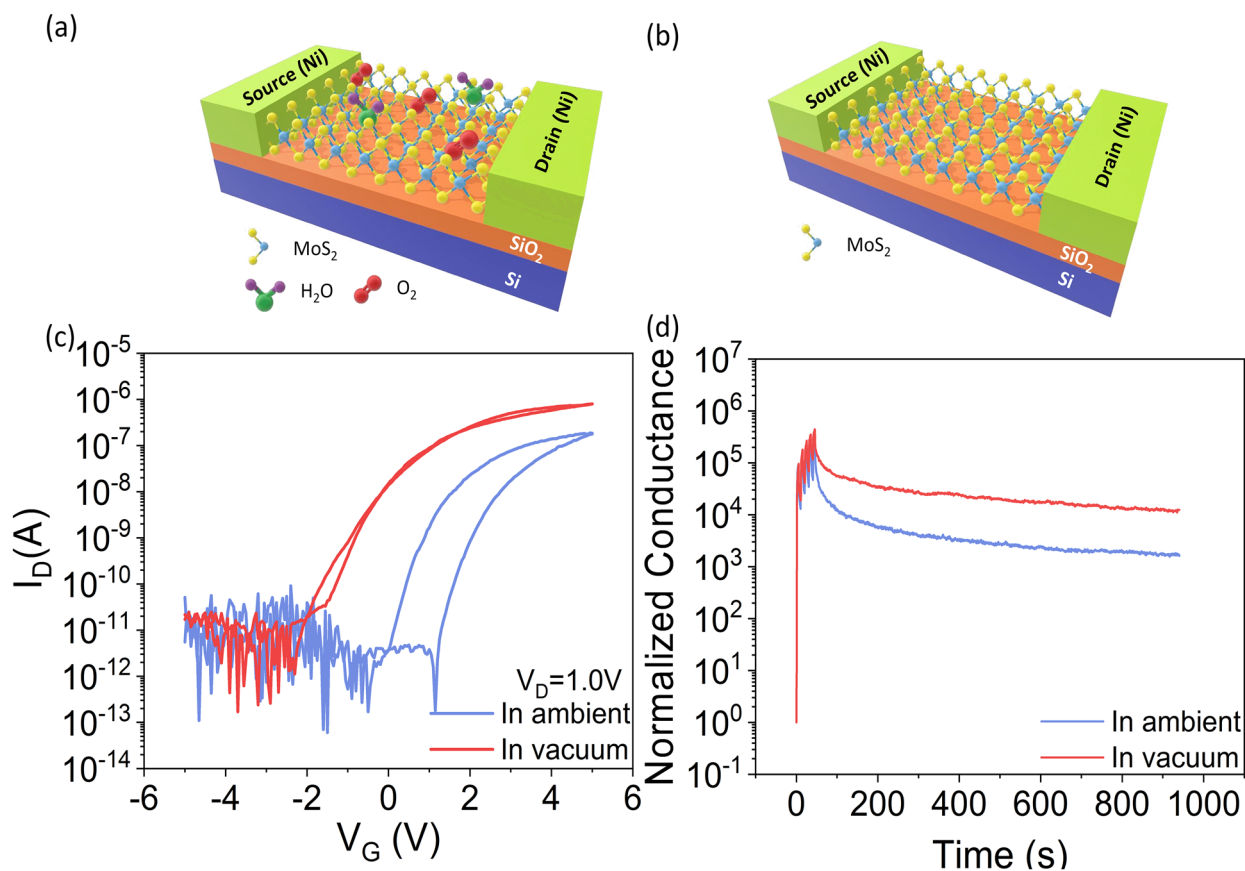 (a)
Source (Ni)
Drain (Ni)
SiO₂
Si
MoS₂
H₂O
O₂
(b)
Source (Ni)
Drain (Ni)
SiO₂
Si
MoS₂
(c)
I_D(A)
10⁻⁵
10⁻⁶
10⁻⁷
10⁻⁸
10⁻⁹
10⁻¹⁰
10⁻¹¹
10⁻¹²
10⁻¹³
10⁻¹⁴
V_D=1.0V
In ambient
In vacuum
-6 -4 -2 0 2 4 6
V_G (V)
(d)
Normalized Conductance
10⁷
10⁶
10⁵
10⁴
10³
10²
10¹
10⁰
10⁻¹
In ambient
In vacuum
0 200 400 600 800 1000
Time (s)